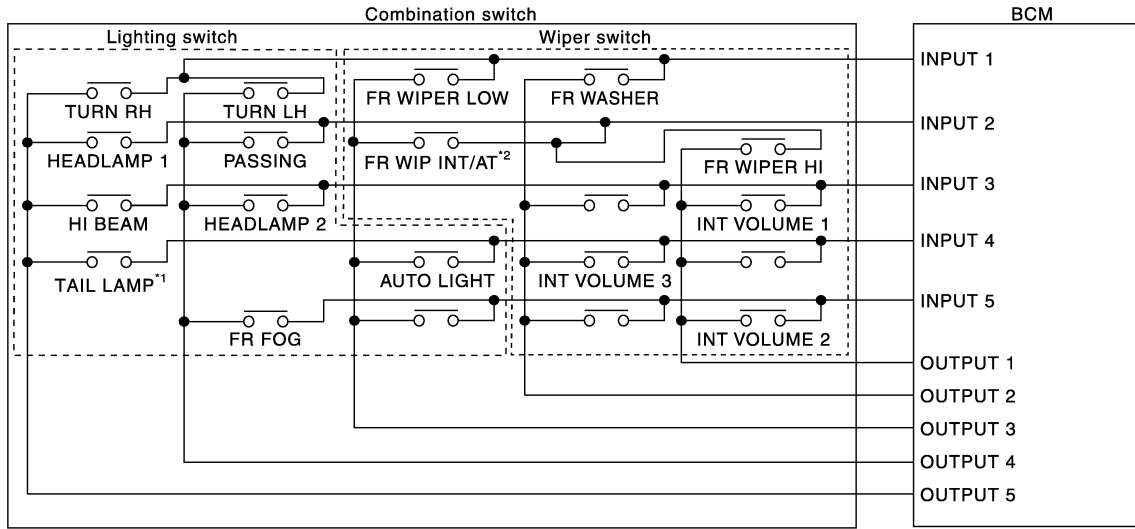 Combination switch
BCM
Lighting switch
Wiper switch
INPUT 1
TURN RH
TURN LH
FR WIPER LOW
FR WASHER
INPUT 2
HEADLAMP 1
PASSING
FR WIP INT/AT*2
FR WIPER HI
INPUT 3
HI BEAM
HEADLAMP 2
INT VOLUME 1
INPUT 4
TAIL LAMP*1
AUTO LIGHT
INT VOLUME 3
INPUT 5
FR FOG
INT VOLUME 2
OUTPUT 1
OUTPUT 2
OUTPUT 3
OUTPUT 4
OUTPUT 5